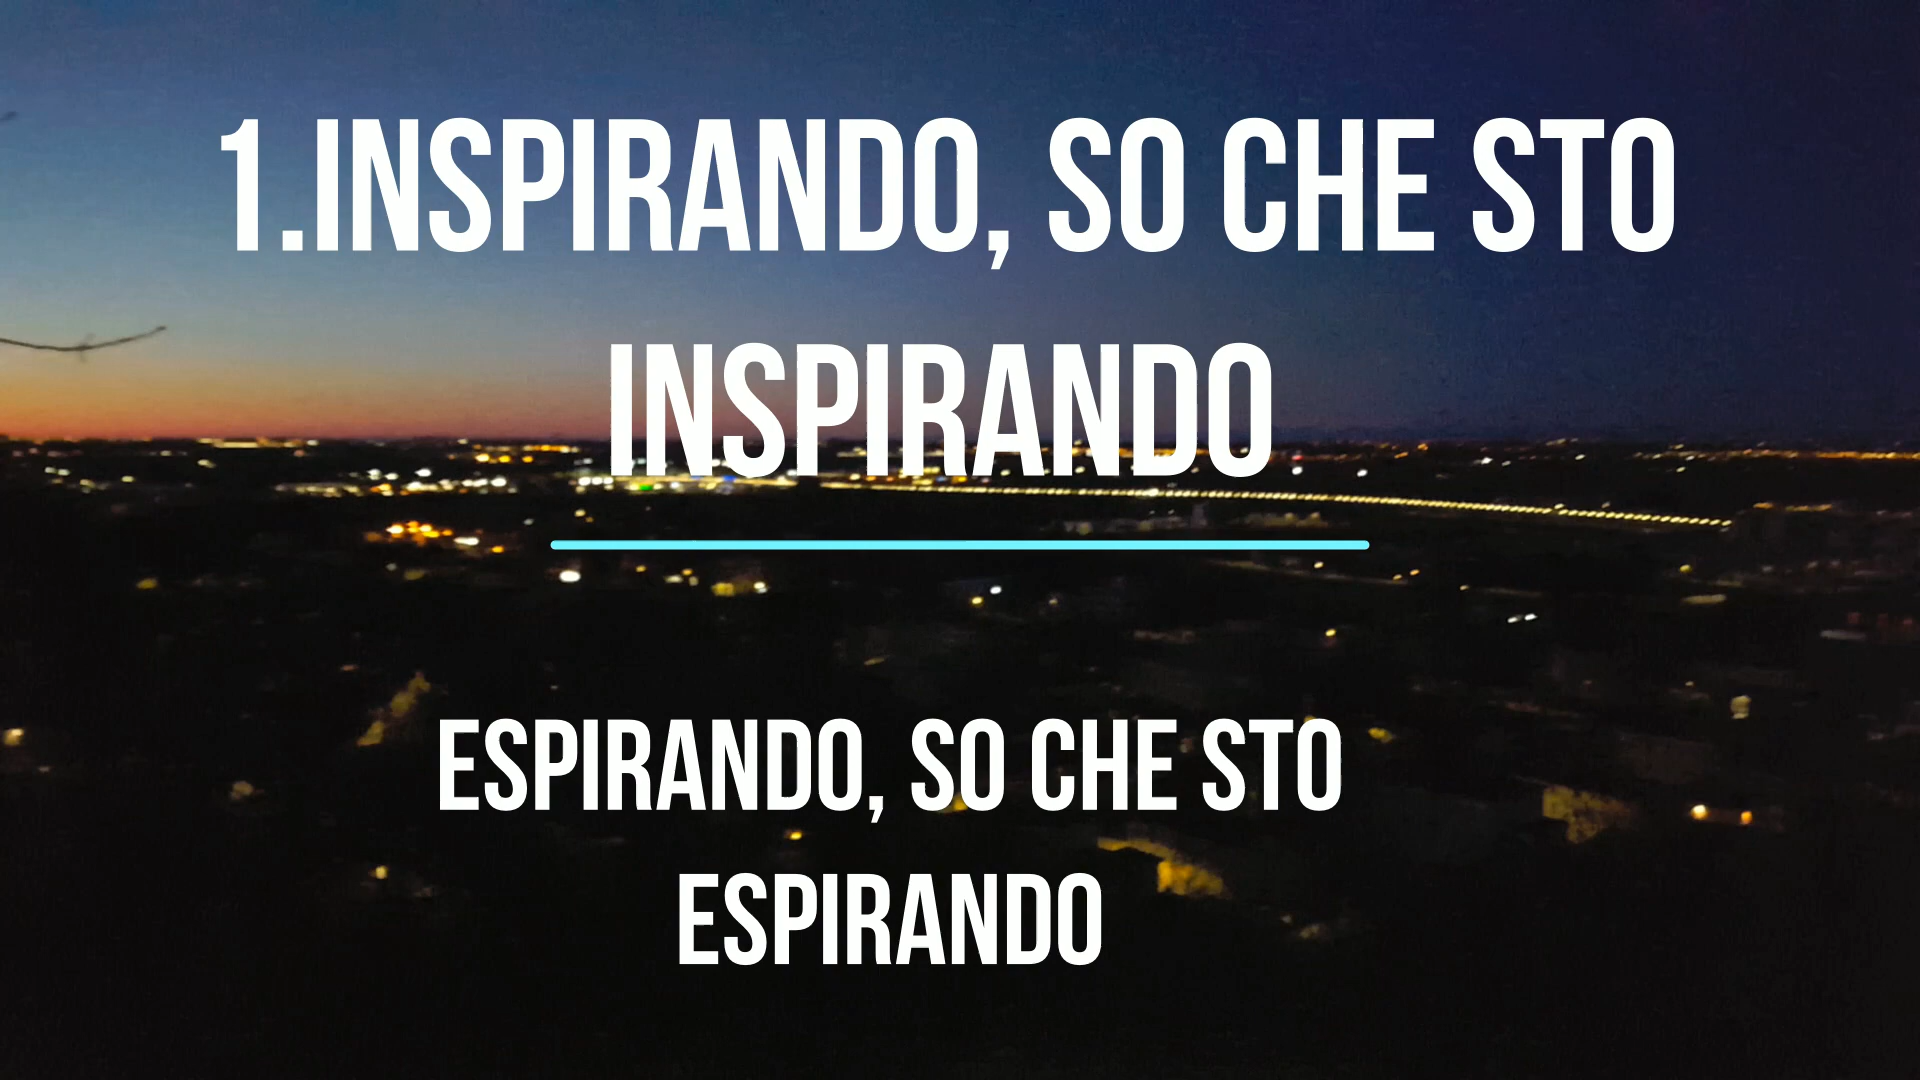 1.INSPIRANDO, SO CHE STO
INSPIRANDO
ESPIRANDO, SO CHE STO
ESPIRANDO